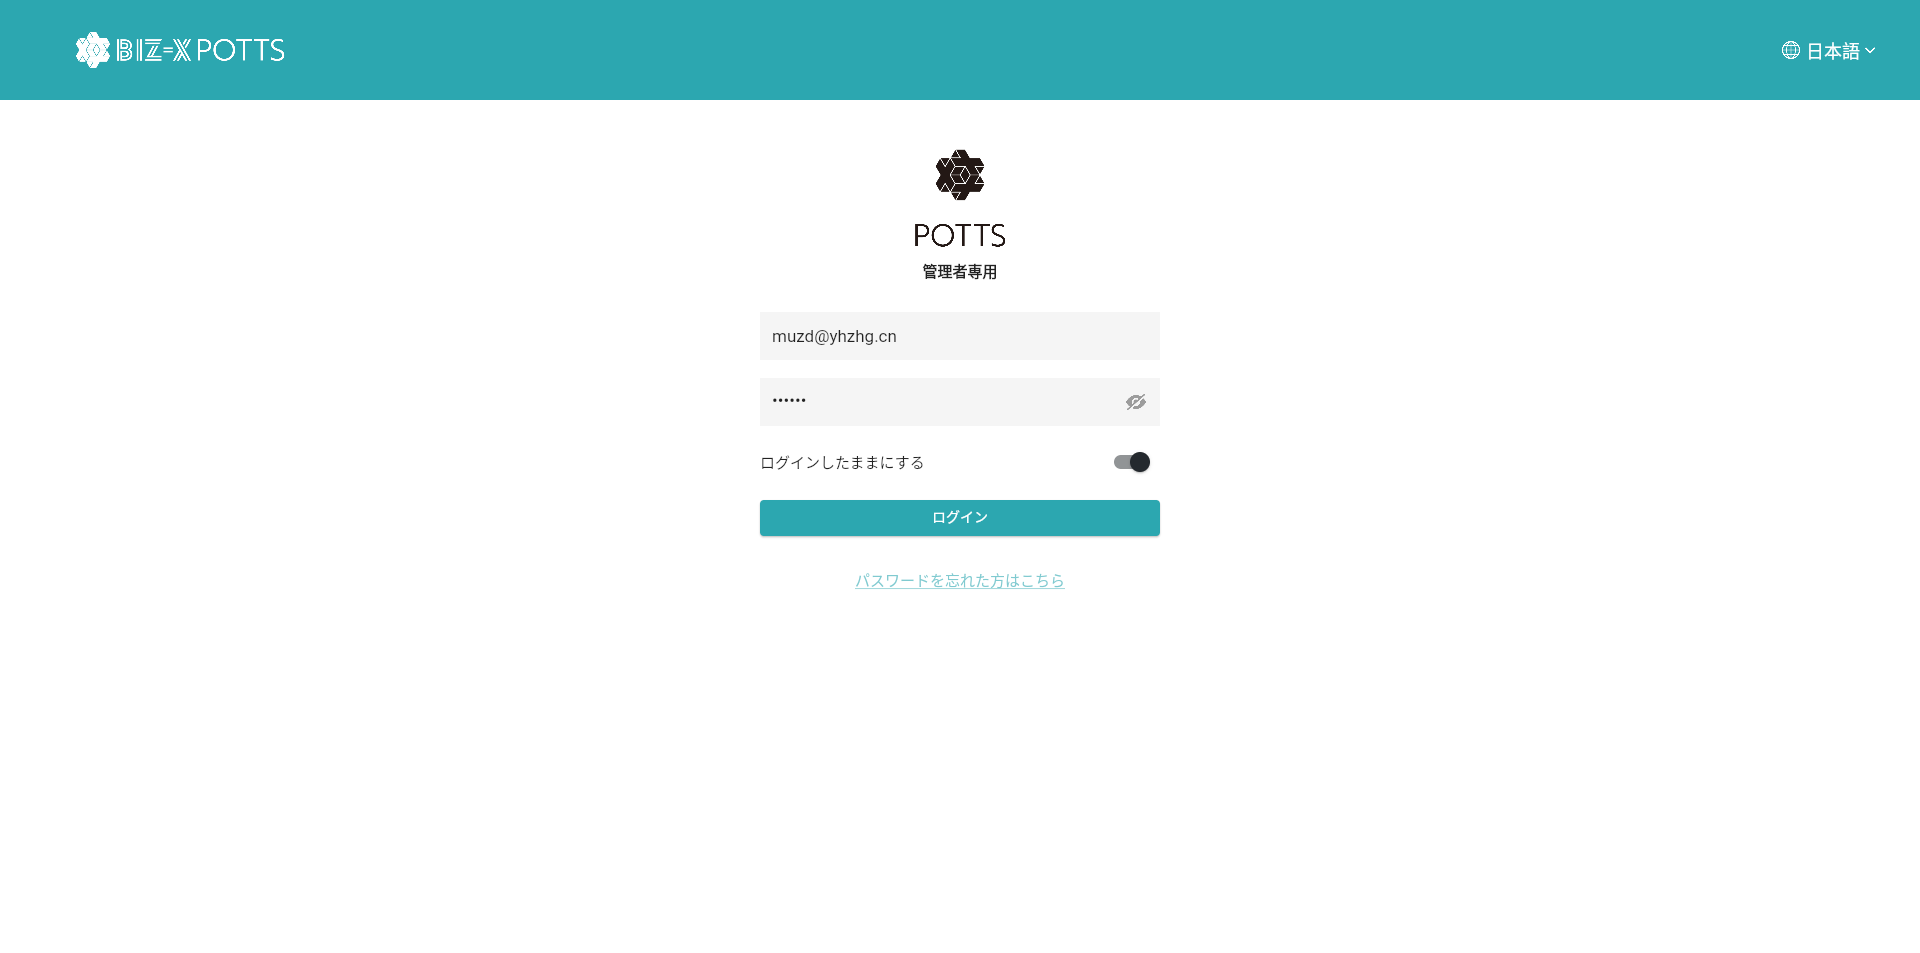 BIZ=X POTTS
日本語
POTTS
管理者専用
muzd@yhzhg.cn
••••••
ログインしたままにする
ログイン
パスワードを忘れた方はこちら